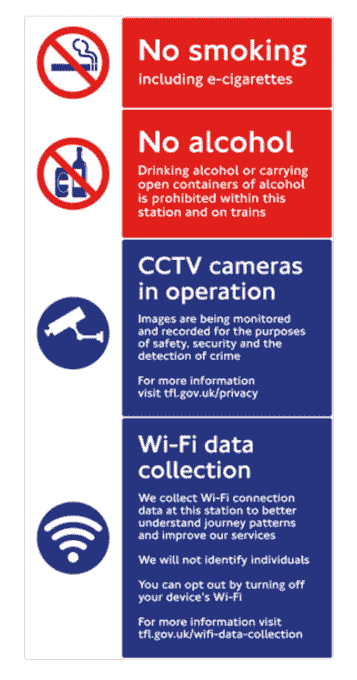 No smoking
including e-cigarettes
No alcohol
Drinking alcohol or carrying
open containers of alcohol
is prohibited within this
station and on trains
CCTV cameras
in operation
Images are being monitored
and recorded for the purposes
of safety, security and the
detection of crime
For more information
visit tfl.gov.uk/privacy
Wi-Fi data
collection
We collect Wi-Fi connection
data at this station to better
understand journey patterns
and improve our services
We will not identify individuals
You can opt out by turning off
your device's Wi-Fi
For more information visit
tfl.gov.uk/wifi-data-collection